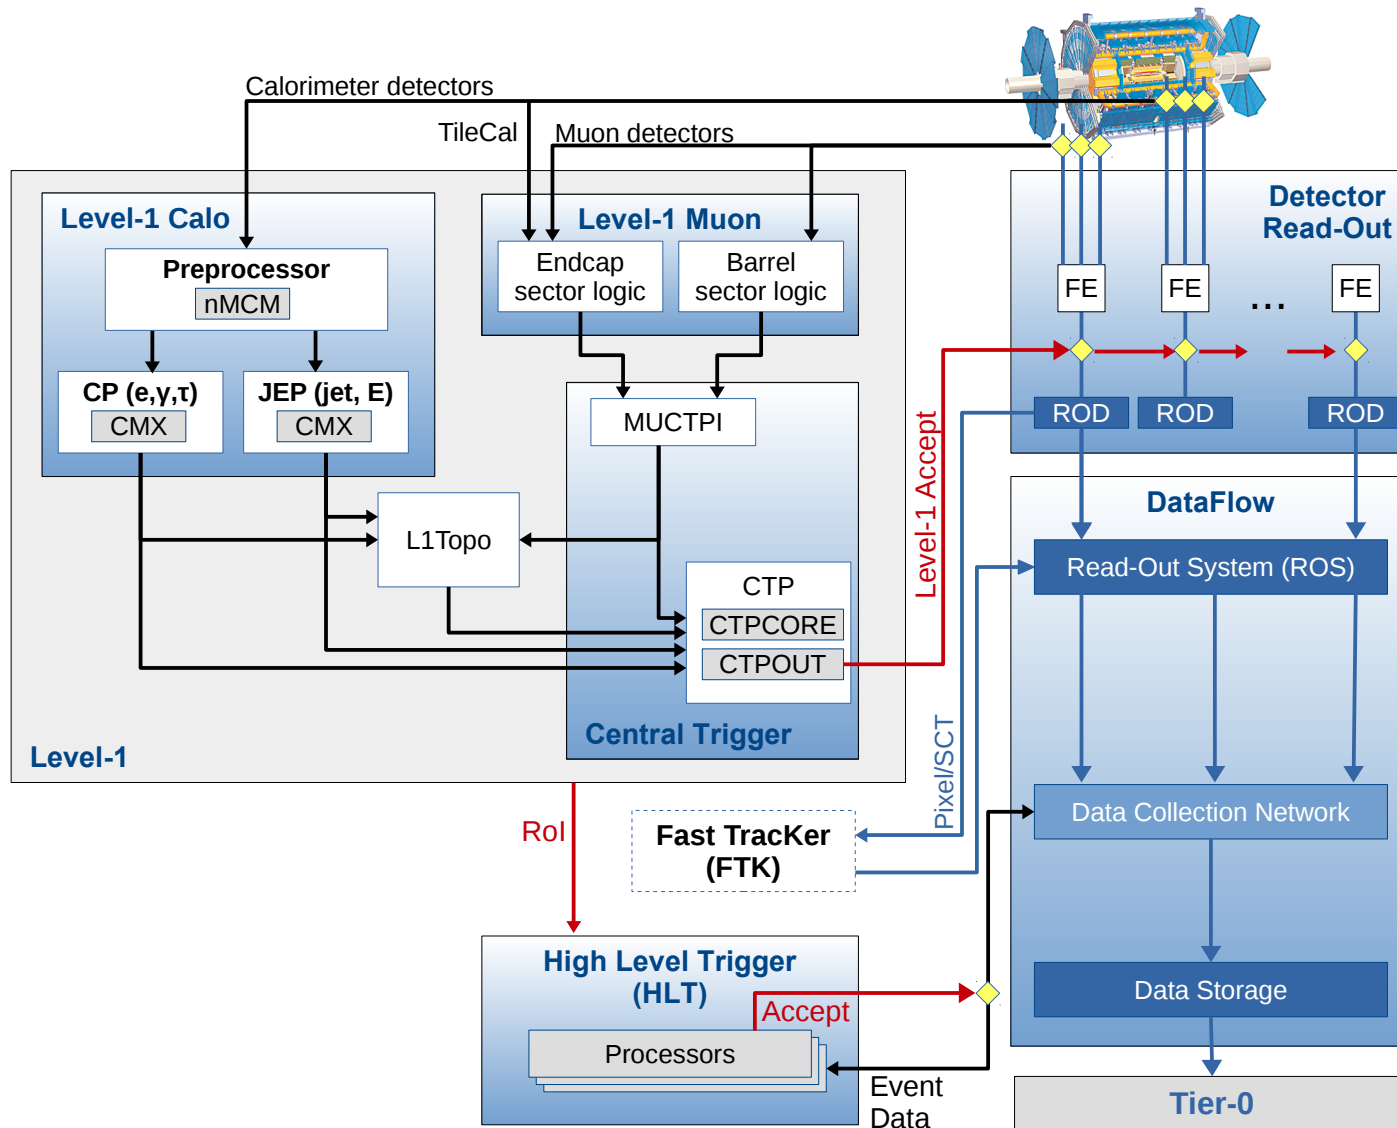 Calorimeter detectors
TileCal
Muon detectors
Level-1 Calo
Preprocessor
nMCM
CP (e,γ,τ)
CMX
JEP (jet, E)
CMX
Level-1 Muon
Endcap
sector logic
Barrel
sector logic
MUCTPI
L1Topo
CTP
CTPCORE
CTPOUT
Central Trigger
Level-1
Level-1 Accept
Detector
Read-Out
FE
FE
...
FE
ROD
ROD
ROD
DataFlow
Read-Out System (ROS)
Data Collection Network
Data Storage
Tier-0
Pixel/SCT
RoI
Fast TracKer
(FTK)
High Level Trigger
(HLT)
Accept
Processors
Event
Data